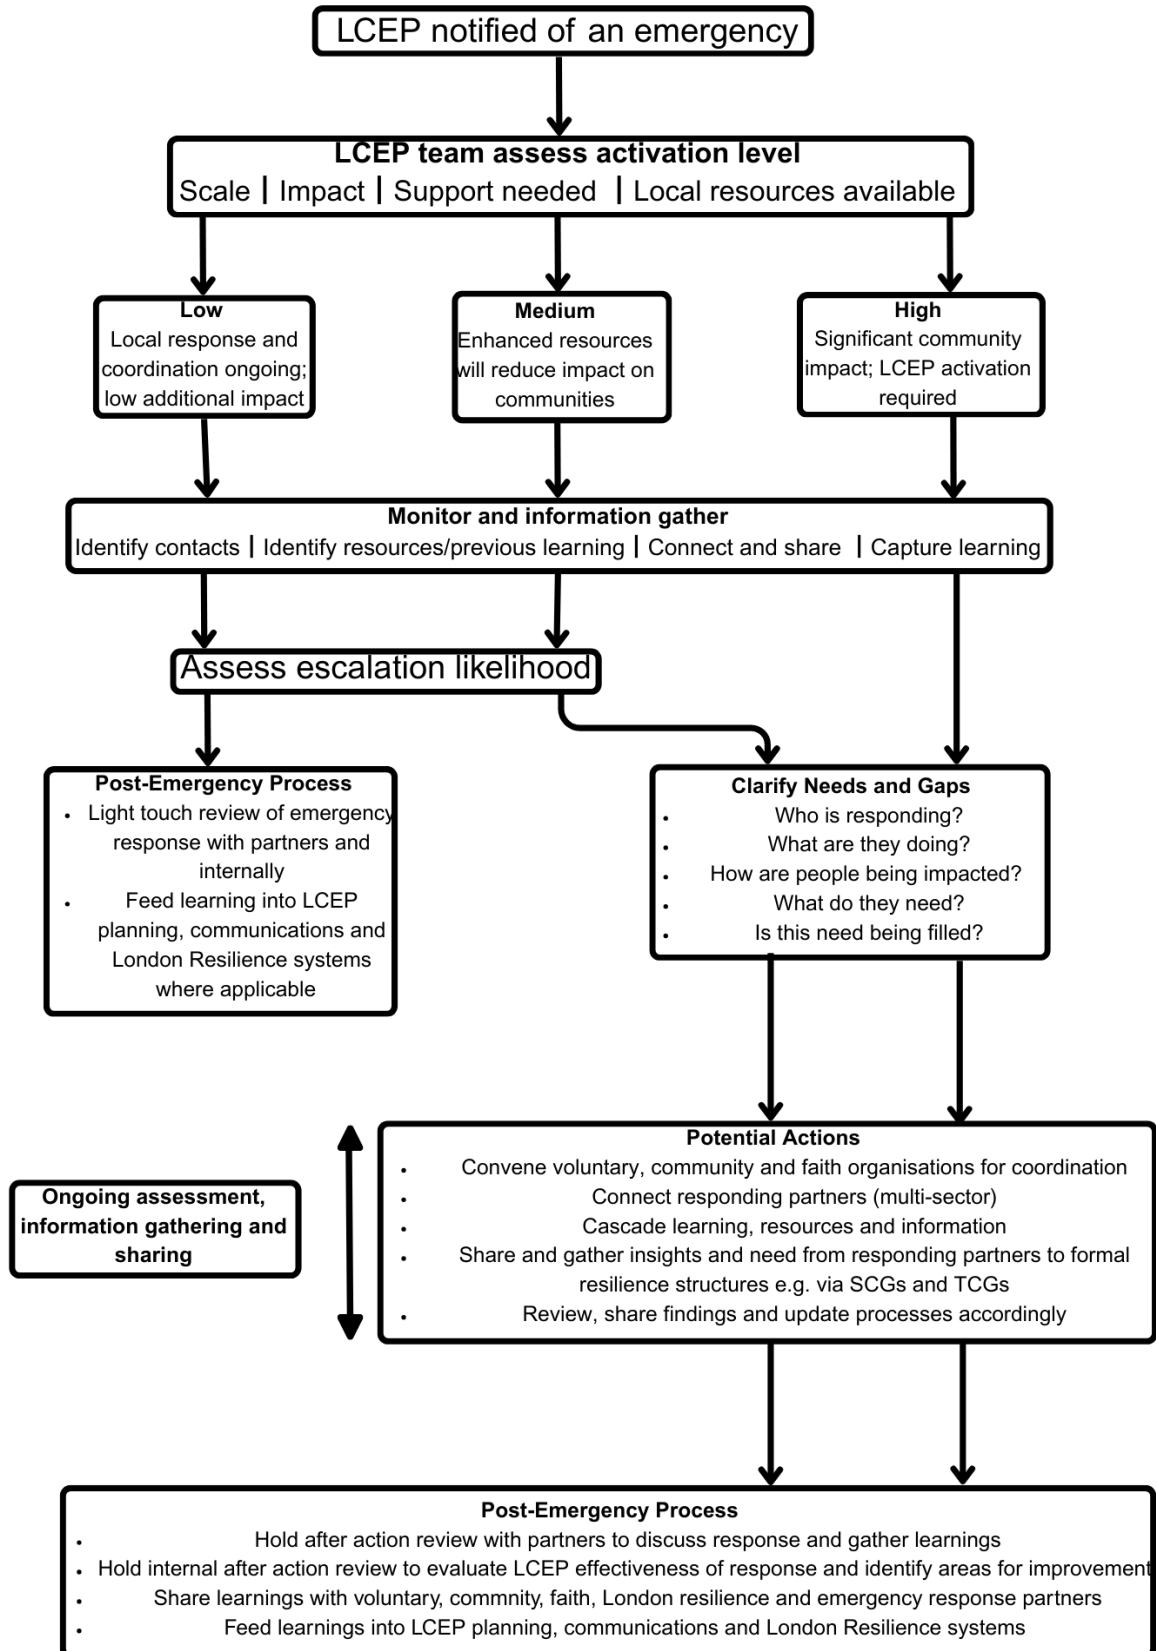 LCEP notified of an emergency
LCEP team assess activation level
Scale | Impact | Support needed | Local resources available
Low
Local response and
coordination ongoing;
low additional impact
Medium
Enhanced resources
will reduce impact on
communities
High
Significant community
impact; LCEP activation
required
Monitor and information gather
Identify contacts | Identify resources/previous learning | Connect and share | Capture learning
Assess escalation likelihood
Post-Emergency Process
• Light touch review of emergency
response with partners and
internally
• Feed learning into LCEP
planning, communications and
London Resilience systems
where applicable
Clarify Needs and Gaps
• Who is responding?
• What are they doing?
• How are people being impacted?
• What do they need?
• Is this need being filled?
Ongoing assessment,
information gathering and
sharing
Potential Actions
• Convene voluntary, community and faith organisations for coordination
• Connect responding partners (multi-sector)
• Cascade learning, resources and information
• Share and gather insights and need from responding partners to formal
resilience structures e.g. via SCGs and TCGs
• Review, share findings and update processes accordingly
Post-Emergency Process
• Hold after action review with partners to discuss response and gather learnings
• Hold internal after action review to evaluate LCEP effectiveness of response and identify areas for improvement
• Share learnings with voluntary, commnity, faith, London resilience and emergency response partners
• Feed learnings into LCEP planning, communications and London Resilience systems